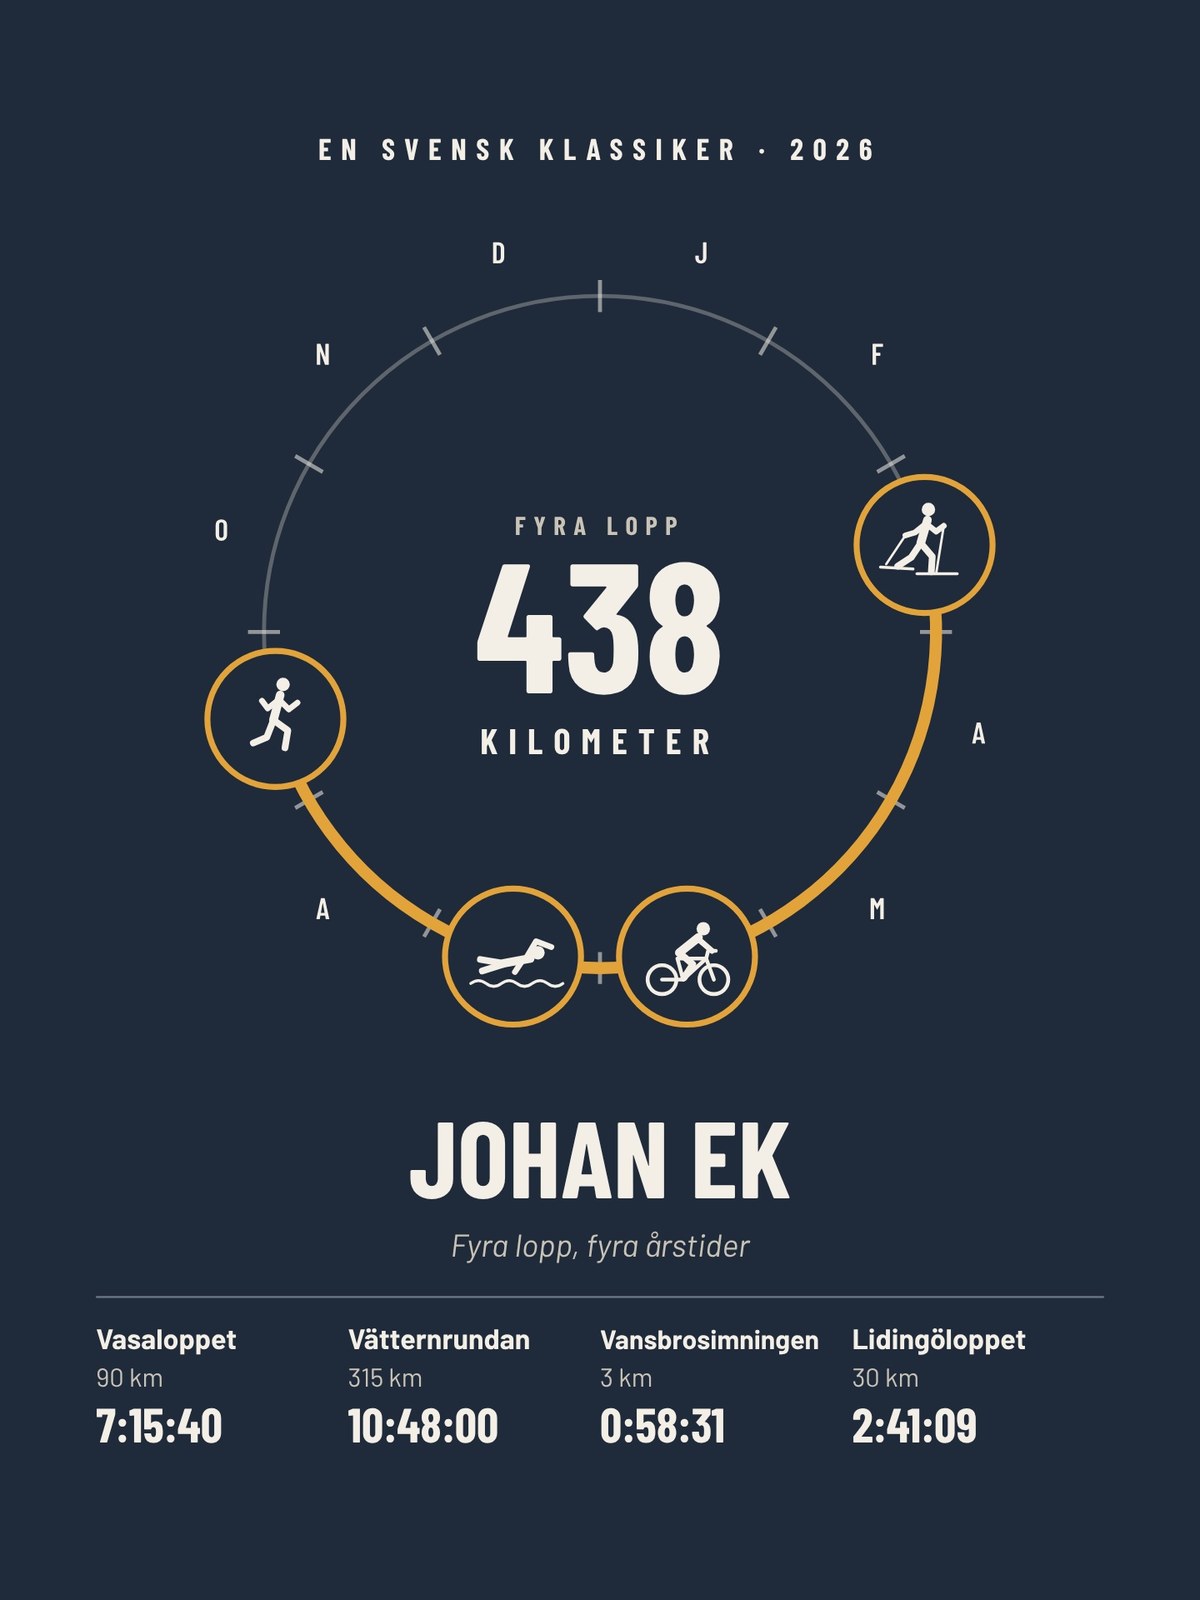 EN SVENSK KLASSIKER · 2026
D J
N F
O
FYRA LOPP
438
KILOMETER
A
A M
JOHAN EK
Fyra lopp, fyra årstider
Vasaloppet Vätternrundan Vansbrosimningen Lidingöloppet
90 km 315 km 3 km 30 km
7:15:40 10:48:00 0:58:31 2:41:09